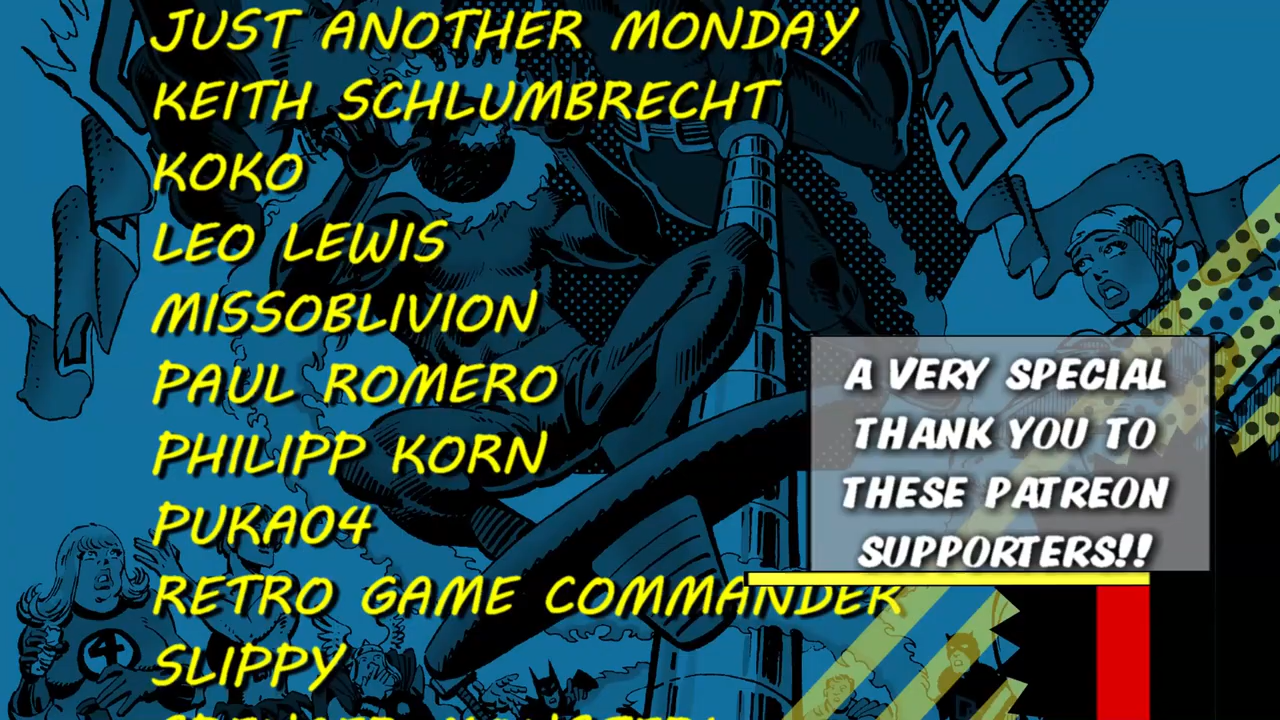 JUST ANOTHER MONDAY
KEITH SCHLUMBRECHT
KOKO
LEO LEWIS
MISSOBLIVION
PAUL ROMERO
PHILIPP KORN
PUKA04
RETRO GAME COMMANDER
SLIPPY
A VERY SPECIAL
THANK YOU TO
THESE PATREON
SUPPORTERS!!
4